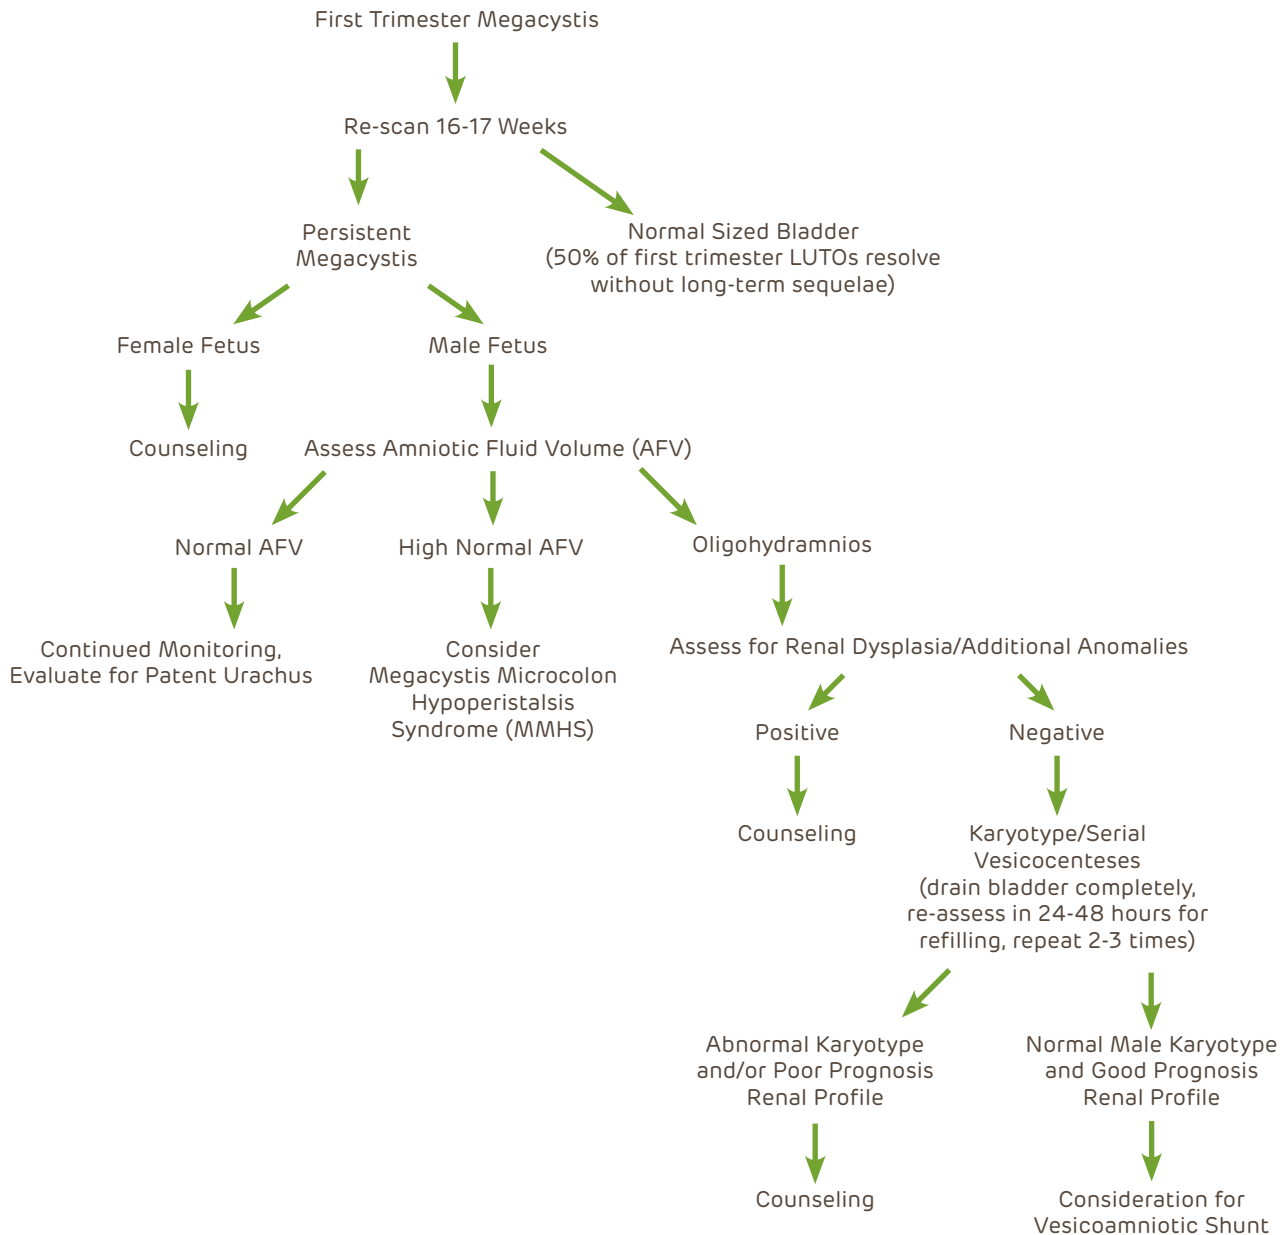 First Trimester Megacystis
Re-scan 16-17 Weeks
Persistent
Megacystis
Normal Sized Bladder
(50% of first trimester LUTOs resolve
without long-term sequelae)
Female Fetus
Male Fetus
Counseling
Assess Amniotic Fluid Volume (AFV)
Normal AFV
High Normal AFV
Oligohydramnios
Continued Monitoring,
Evaluate for Patent Urachus
Consider
Megacystis Microcolon
Hypoperistalsis
Syndrome (MMHS)
Assess for Renal Dysplasia/Additional Anomalies
Positive
Negative
Counseling
Karyotype/Serial
Vesicocenteses
(drain bladder completely,
re-assess in 24-48 hours for
refilling, repeat 2-3 times)
Abnormal Karyotype
and/or Poor Prognosis
Renal Profile
Normal Male Karyotype
and Good Prognosis
Renal Profile
Counseling
Consideration for
Vesicoamniotic Shunt